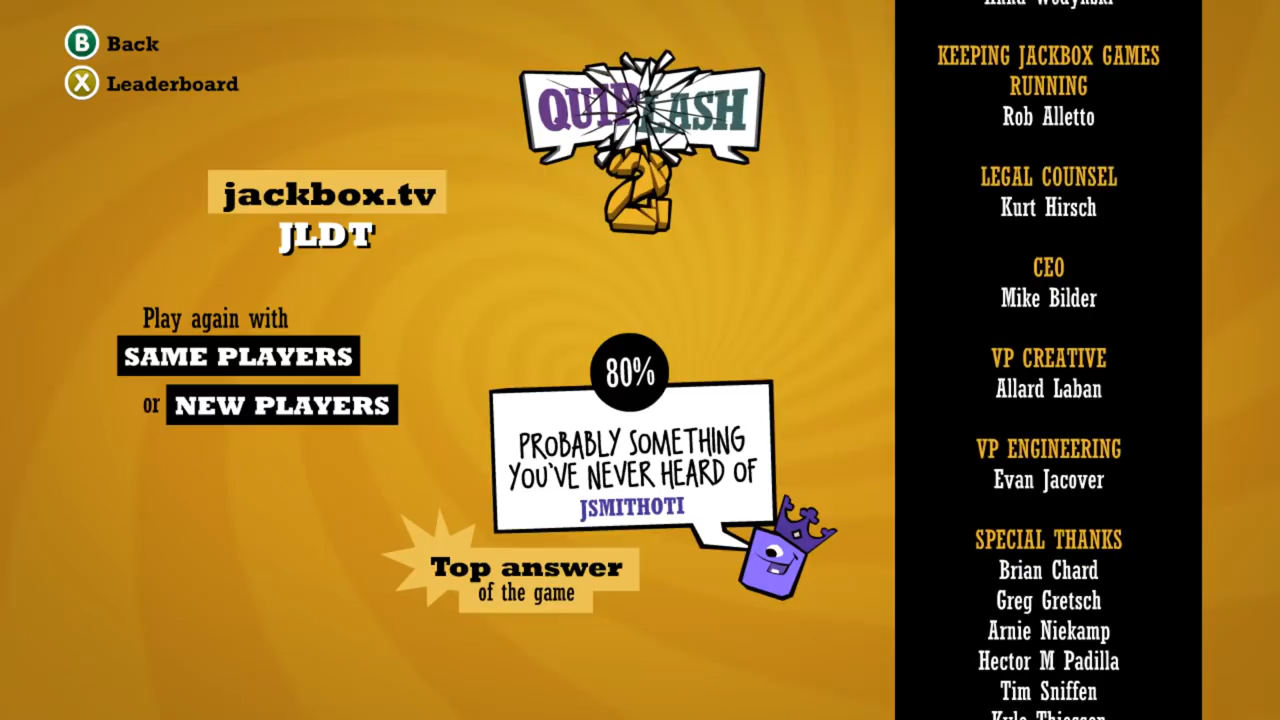 B Back
X Leaderboard
jackbox.tv
JLDT
Play again with
SAME PLAYERS
or NEW PLAYERS
QUIPLASH
2
80%
PROBABLY SOMETHING
YOU'VE NEVER HEARD OF
JSMITHOTI
Top answer
of the game
KEEPING JACKBOX GAMES
RUNNING
Rob Alletto
LEGAL COUNSEL
Kurt Hirsch
CEO
Mike Bilder
VP CREATIVE
Allard Laban
VP ENGINEERING
Evan Jacover
SPECIAL THANKS
Brian Chard
Greg Gretsch
Arnie Niekamp
Hector M Padilla
Tim Sniffen